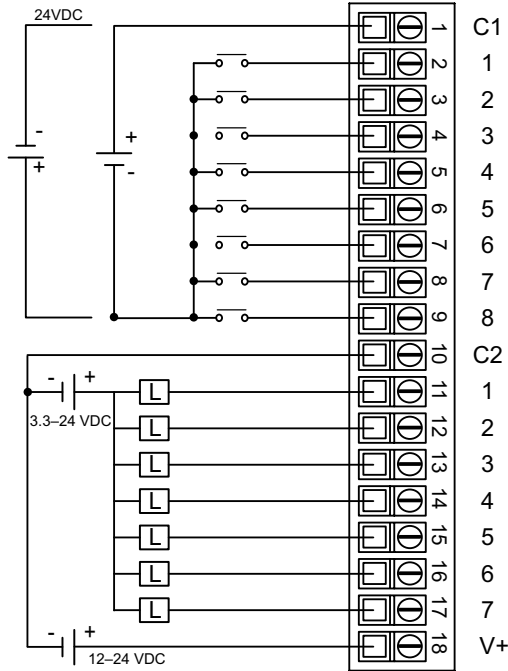 24VDC
1 C1
2 1
3 2
- + 4 3
+ - 5 4
6 5
7 6
8 7
9 8
10 C2
- + L 11 1
3.3–24 VDC
L 12 2
L 13 3
L 14 4
L 15 5
L 16 6
L 17 7
- + 18 V+
12–24 VDC